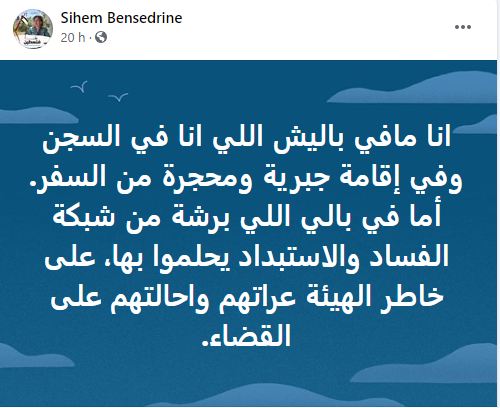 Sihem Bensedrine
20 h
انا مافي باليش اللي انا في السجن
وفي إقامة جبرية ومحجرة من السفر.
أما في بالي اللي برشة من شبكة
الفساد والاستبداد يحلموا بها، على
خاطر الهيئة عراتهم واحالتهم على
القضاء.